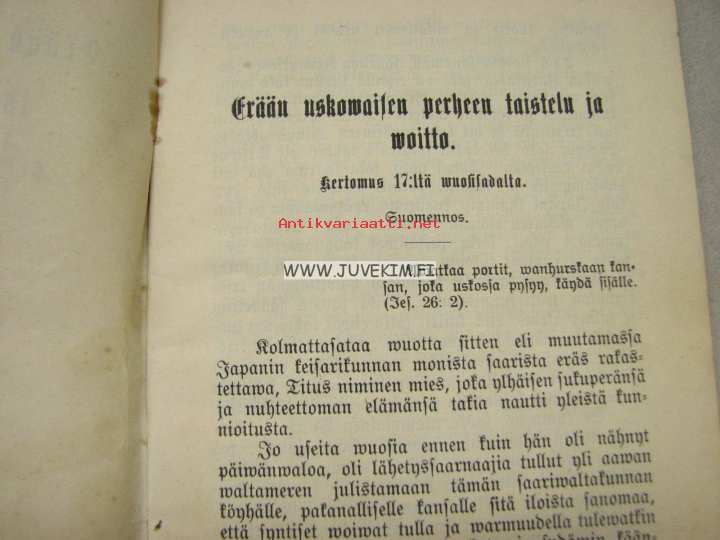 Erään uskowaisen perheen taistelu ja
woitto.
Kertomus 17:ltä wuosisadalta.
Suomennos.
Antikvariaatti.net
WWW.JUVEKIM.FI
portit, wanhurskaan kan-
san, joka uskossa pysyy, käydä sisälle.
(Jes. 26: 2).
Kolmattasataa wuotta sitten eli muutamassa
Japanin keisarikunnan monista saarista eräs rakas-
tettawa, Titus niminen mies, joka ylhäisen sukuperänsä
ja nuhteettoman elämänsä takia nautti yleistä kun-
nioitusta.
Jo useita wuosia ennen kuin hän oli nähnyt
päiwänwaloa, oli lähetyssaarnaajia tullut yli aawan
waltameren julistamaan tämän saariwaltakunnan
köyhälle, pakanalliselle kansalle sitä iloista sanomaa,
että syntiset woiwat tulla ja warmuudella tulewatkin